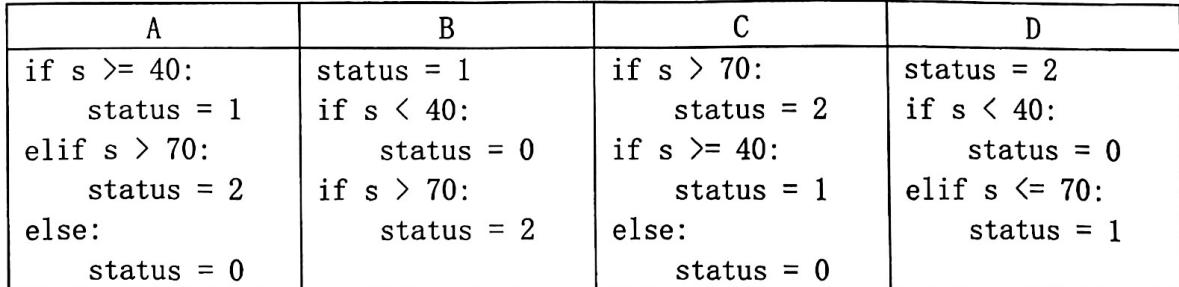 A
if s >= 40:
    status = 1
elif s > 70:
    status = 2
else:
    status = 0
B
status = 1
if s < 40:
    status = 0
if s > 70:
    status = 2
C
if s > 70:
    status = 2
if s >= 40:
    status = 1
else:
    status = 0
D
status = 2
if s < 40:
    status = 0
elif s <= 70:
    status = 1